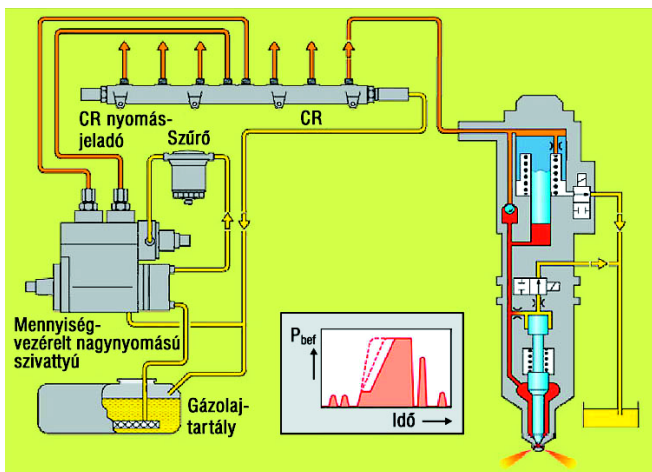 CR nyomás-
jeladó
Szűrő
CR
Mennyiség-
vezérelt nagynyomású
szivattyú
Gázolaj-
tartály
Pbef
Idő